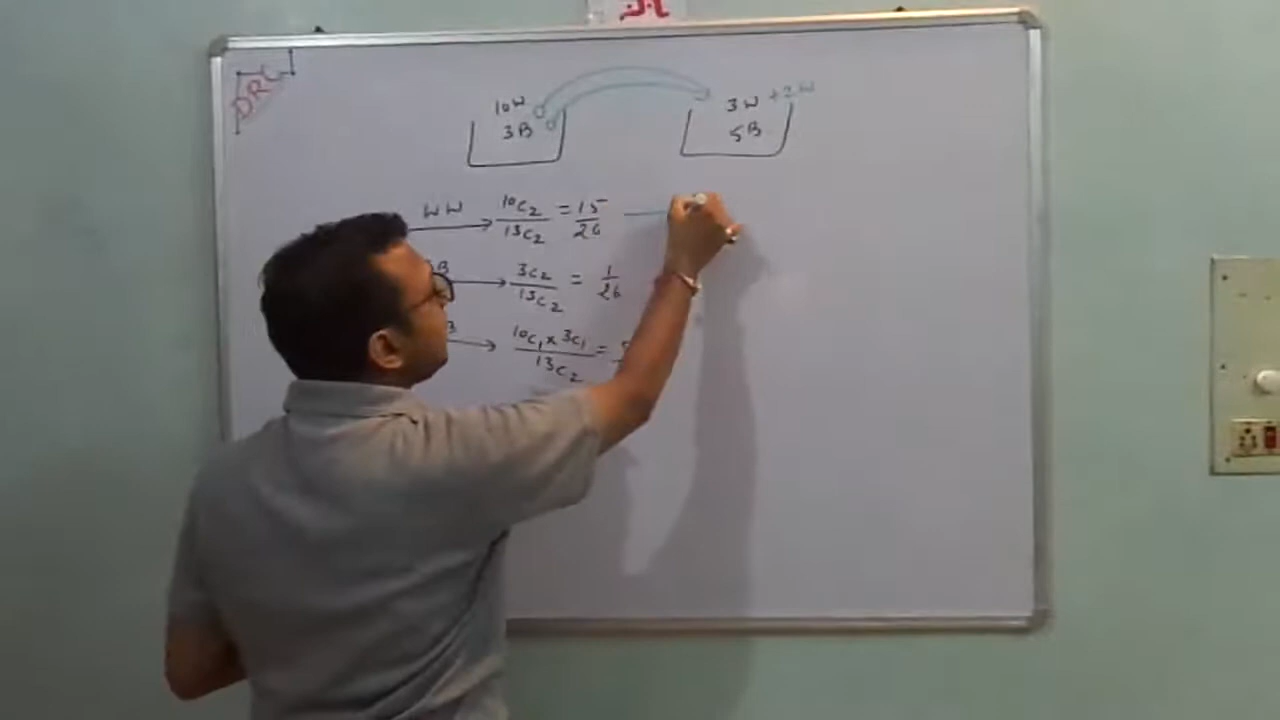 DRC
10W
3B
3W + 2W
5B
WW ¹⁰C₂ / ¹³C₂ = 15 / 26
B 3C₂ / ¹³C₂ = 1 / 26
B ¹⁰C₁ × ³C₁ / ¹³C₂ =